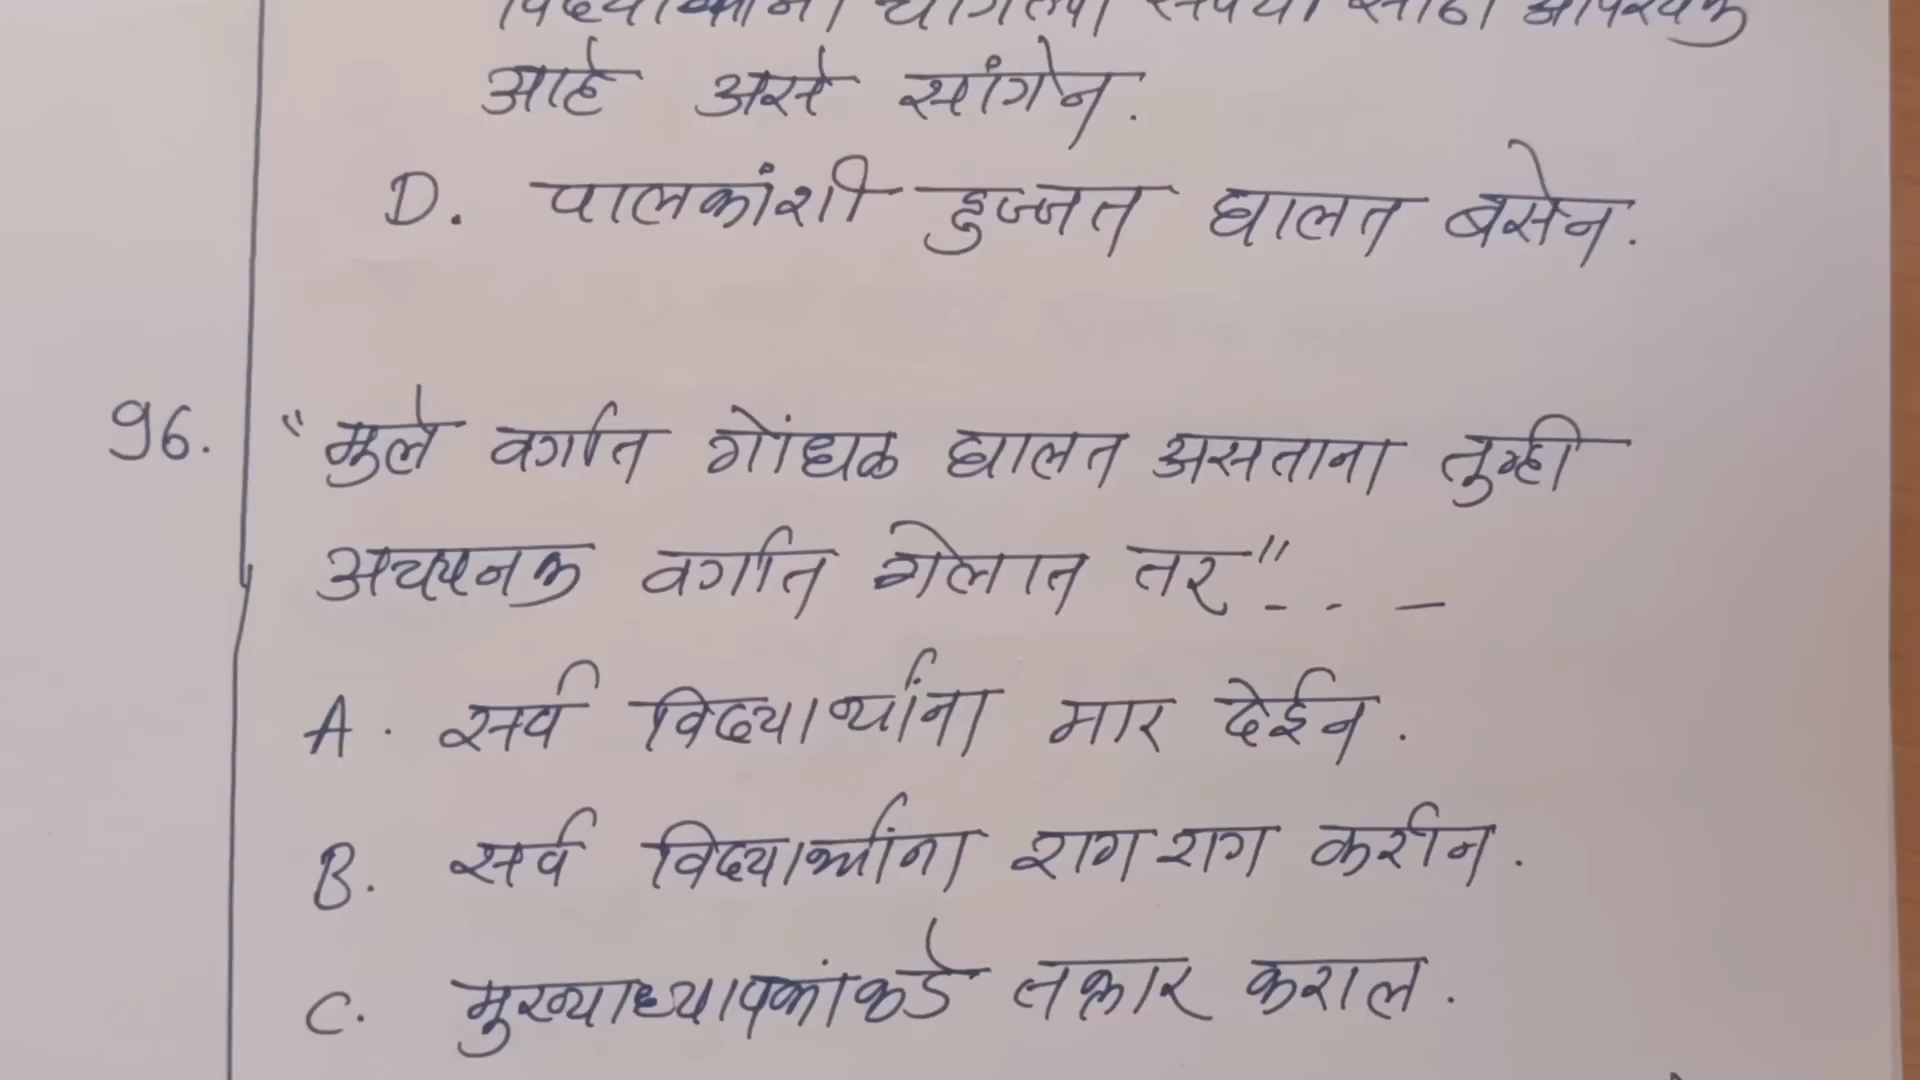 आहे असे सांगेन.
D. पालकांशी हुज्जत घालत बसेन.
96. "मुले वर्गात गोंधळ घालत असताना तुम्ही
अचानक वर्गात गेलात तर" - - -
A. सर्व विद्यार्थ्यांना मार देईन.
B. सर्व विद्यार्थ्यांना राग राग करीन.
C. मुख्याध्यापकांकडे तक्रार कराल.